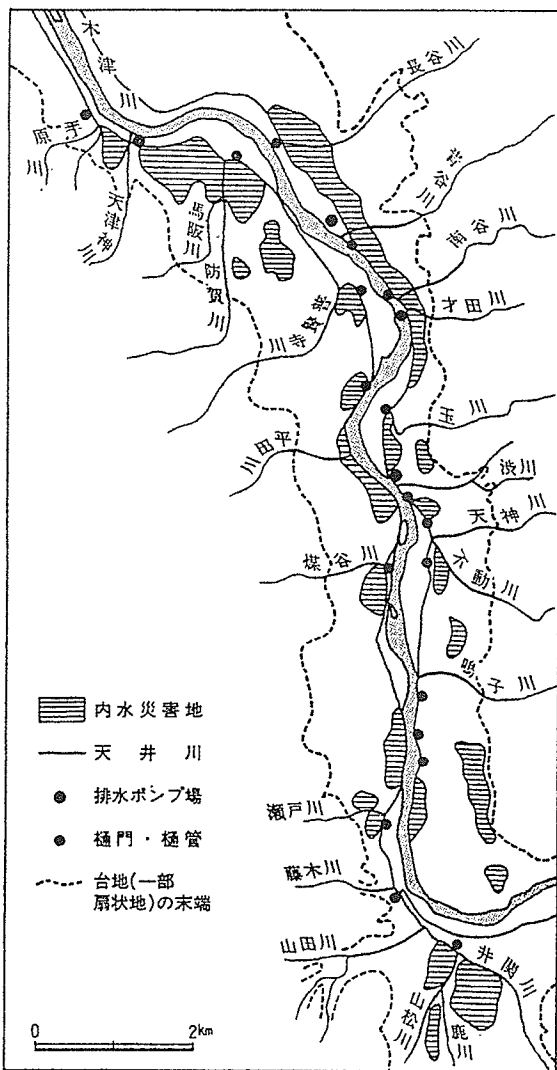 木津川
長谷川
原手川
天津神川
馬阪川
防賀川
南谷川
才田川
玉川
平田川
渋川
天神川
煤谷川
不動川
鳴子川
内水災害地
天井川
排水ポンプ場
樋門・樋管
台地(一部
扇状地)の末端
瀬戸川
藤木川
山田川
井関川
山松川
鹿川
0
2km